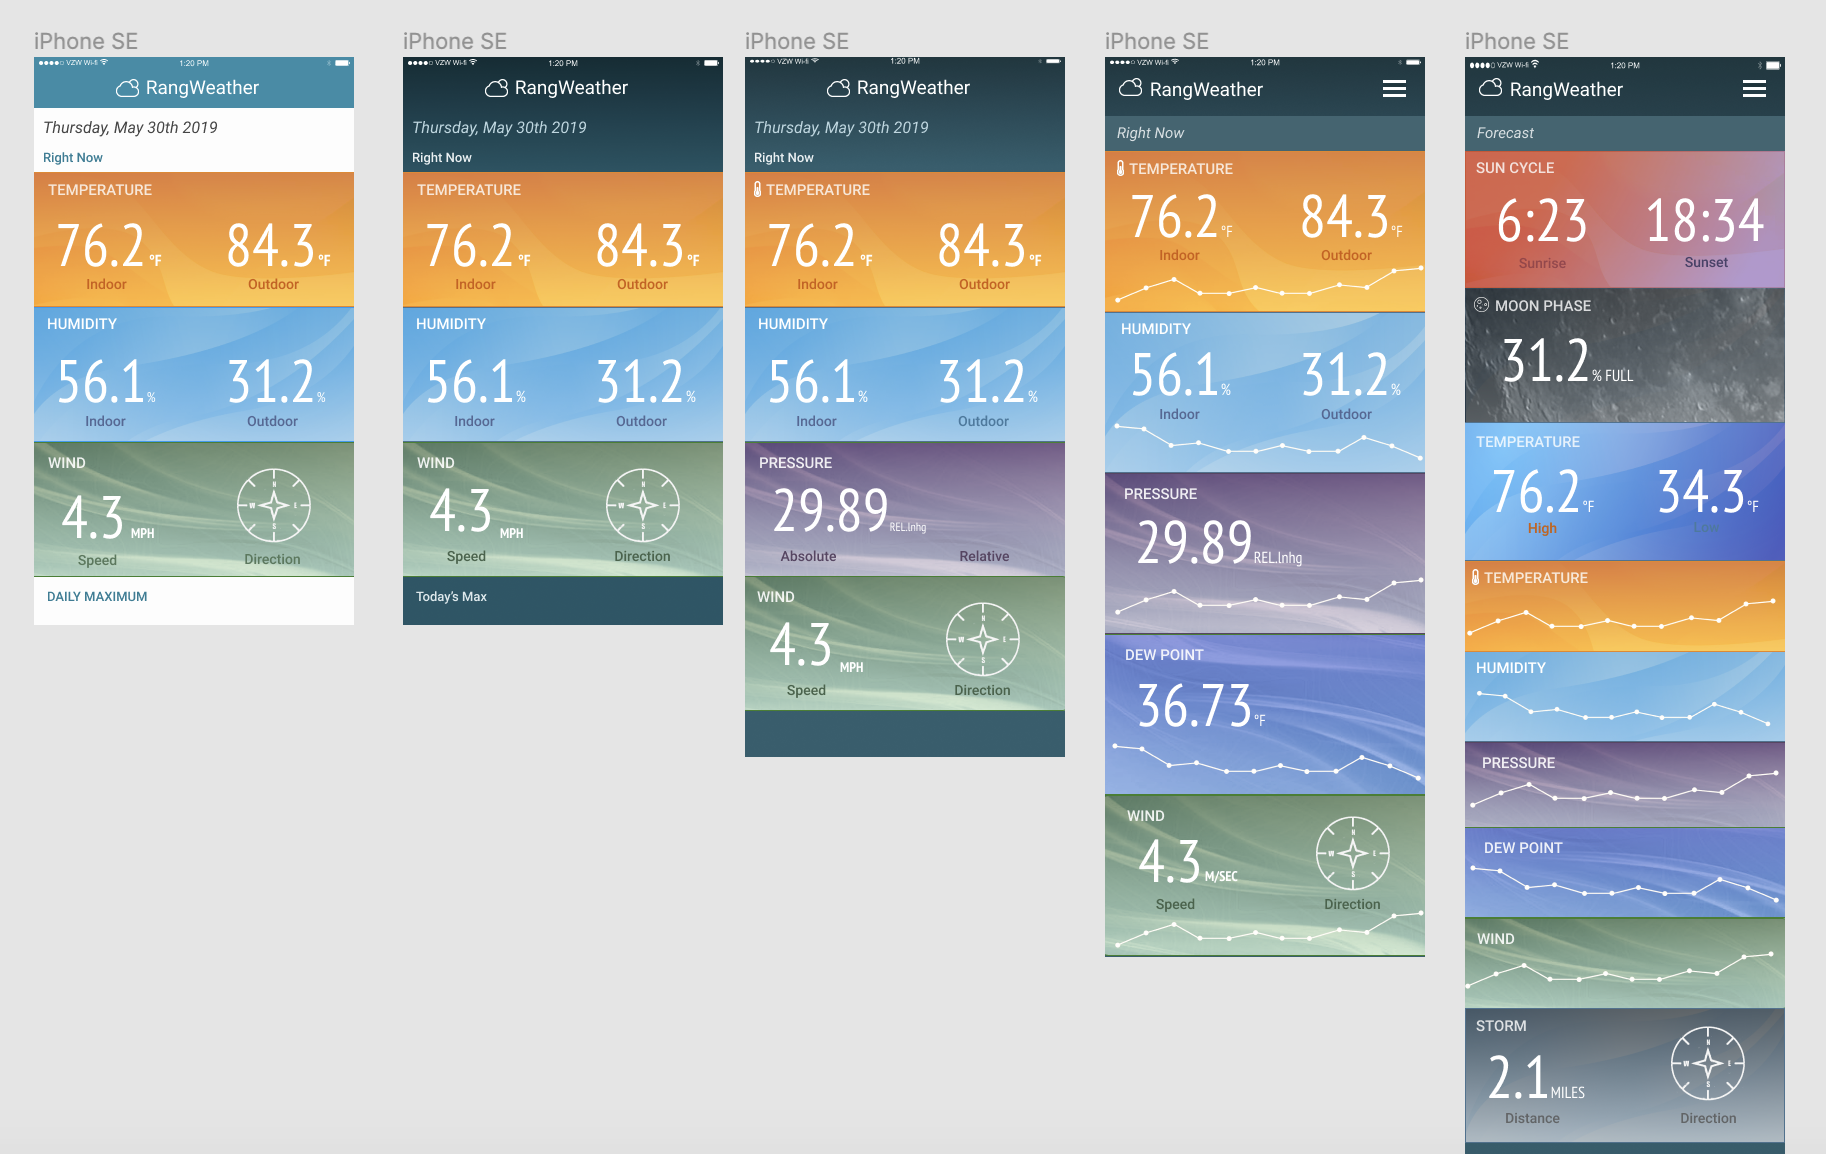 iPhone SE
VZW Wi-fi 1:20 PM
RangWeather
Thursday, May 30th 2019
Right Now
TEMPERATURE
76.2 °F 84.3 °F
Indoor Outdoor
HUMIDITY
56.1 % 31.2 %
Indoor Outdoor
WIND
N
W E
S
4.3 MPH
Speed Direction
DAILY MAXIMUM
iPhone SE
VZW Wi-fi 1:20 PM
RangWeather
Thursday, May 30th 2019
Right Now
TEMPERATURE
76.2 °F 84.3 °F
Indoor Outdoor
HUMIDITY
56.1 % 31.2 %
Indoor Outdoor
WIND
N
W E
S
4.3 MPH
Speed Direction
Today's Max
iPhone SE
VZW Wi-fi 1:20 PM
RangWeather
Thursday, May 30th 2019
Right Now
TEMPERATURE
76.2 °F 84.3 °F
Indoor Outdoor
HUMIDITY
56.1 % 31.2 %
Indoor Outdoor
PRESSURE
29.89 REL.Inhg
Absolute Relative
WIND
N
W E
S
4.3 MPH
Speed Direction
iPhone SE
VZW Wi-fi 1:20 PM
RangWeather
Right Now
TEMPERATURE
76.2 °F 84.3 °F
Indoor Outdoor
HUMIDITY
56.1 % 31.2 %
Indoor Outdoor
PRESSURE
29.89 REL.Inhg
DEW POINT
36.73 °F
WIND
N
W E
S
4.3 M/SEC
Speed Direction
iPhone SE
VZW Wi-fi 1:20 PM
RangWeather
Forecast
SUN CYCLE
6:23 18:34
Sunrise Sunset
MOON PHASE
31.2 % FULL
TEMPERATURE
76.2 °F 34.3 °F
High Low
TEMPERATURE
HUMIDITY
PRESSURE
DEW POINT
WIND
STORM
N
W E
S
2.1 MILES
Distance Direction